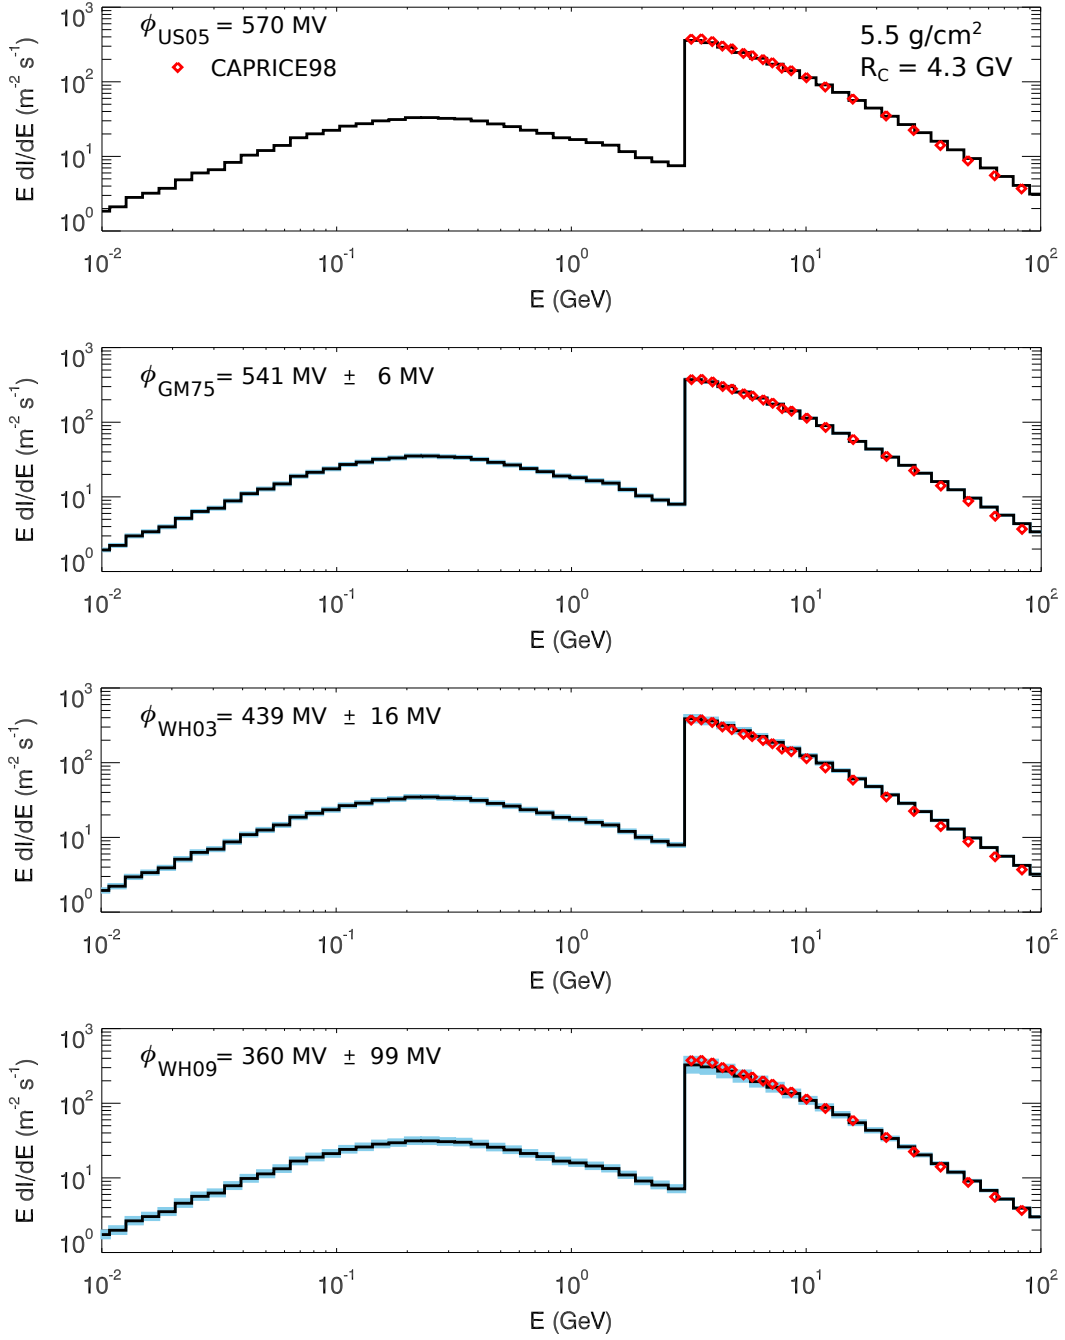 ϕUS05 = 570 MV
CAPRICE98
5.5 g/cm²
RC = 4.3 GV
E dI/dE (m⁻² s⁻¹)
10³
10²
10¹
10⁰
10⁻² 10⁻¹ 10⁰ 10¹ 10²
E (GeV)
ϕGM75 = 541 MV ± 6 MV
E dI/dE (m⁻² s⁻¹)
10³
10²
10¹
10⁰
10⁻² 10⁻¹ 10⁰ 10¹ 10²
E (GeV)
ϕWH03 = 439 MV ± 16 MV
E dI/dE (m⁻² s⁻¹)
10³
10²
10¹
10⁰
10⁻² 10⁻¹ 10⁰ 10¹ 10²
E (GeV)
ϕWH09 = 360 MV ± 99 MV
E dI/dE (m⁻² s⁻¹)
10³
10²
10¹
10⁰
10⁻² 10⁻¹ 10⁰ 10¹ 10²
E (GeV)